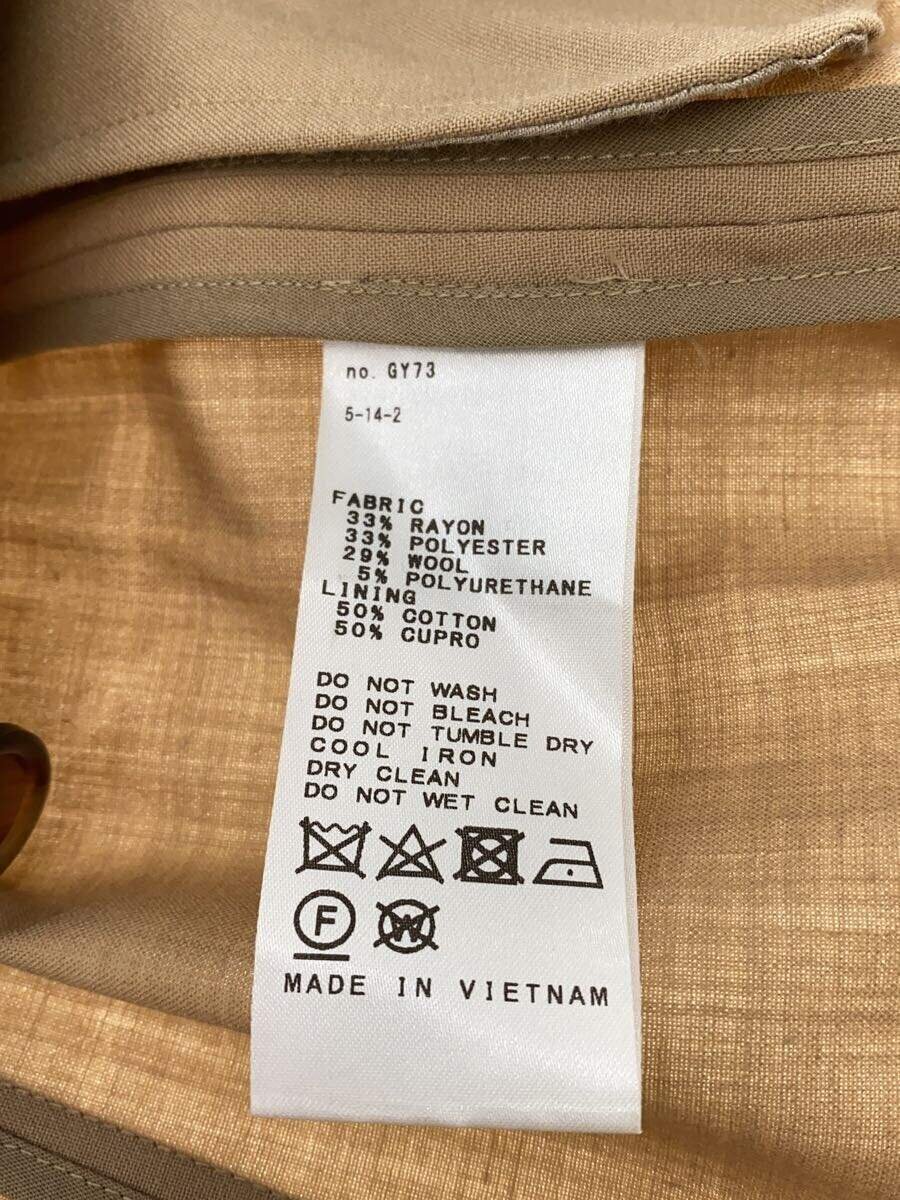 no. GY73
5-14-2
FABRIC
33% RAYON
33% POLYESTER
29% WOOL
5% POLYURETHANE
LINING
50% COTTON
50% CUPRO
DO NOT WASH
DO NOT BLEACH
DO NOT TUMBLE DRY
COOL IRON
DRY CLEAN
DO NOT WET CLEAN
F W
MADE IN VIETNAM